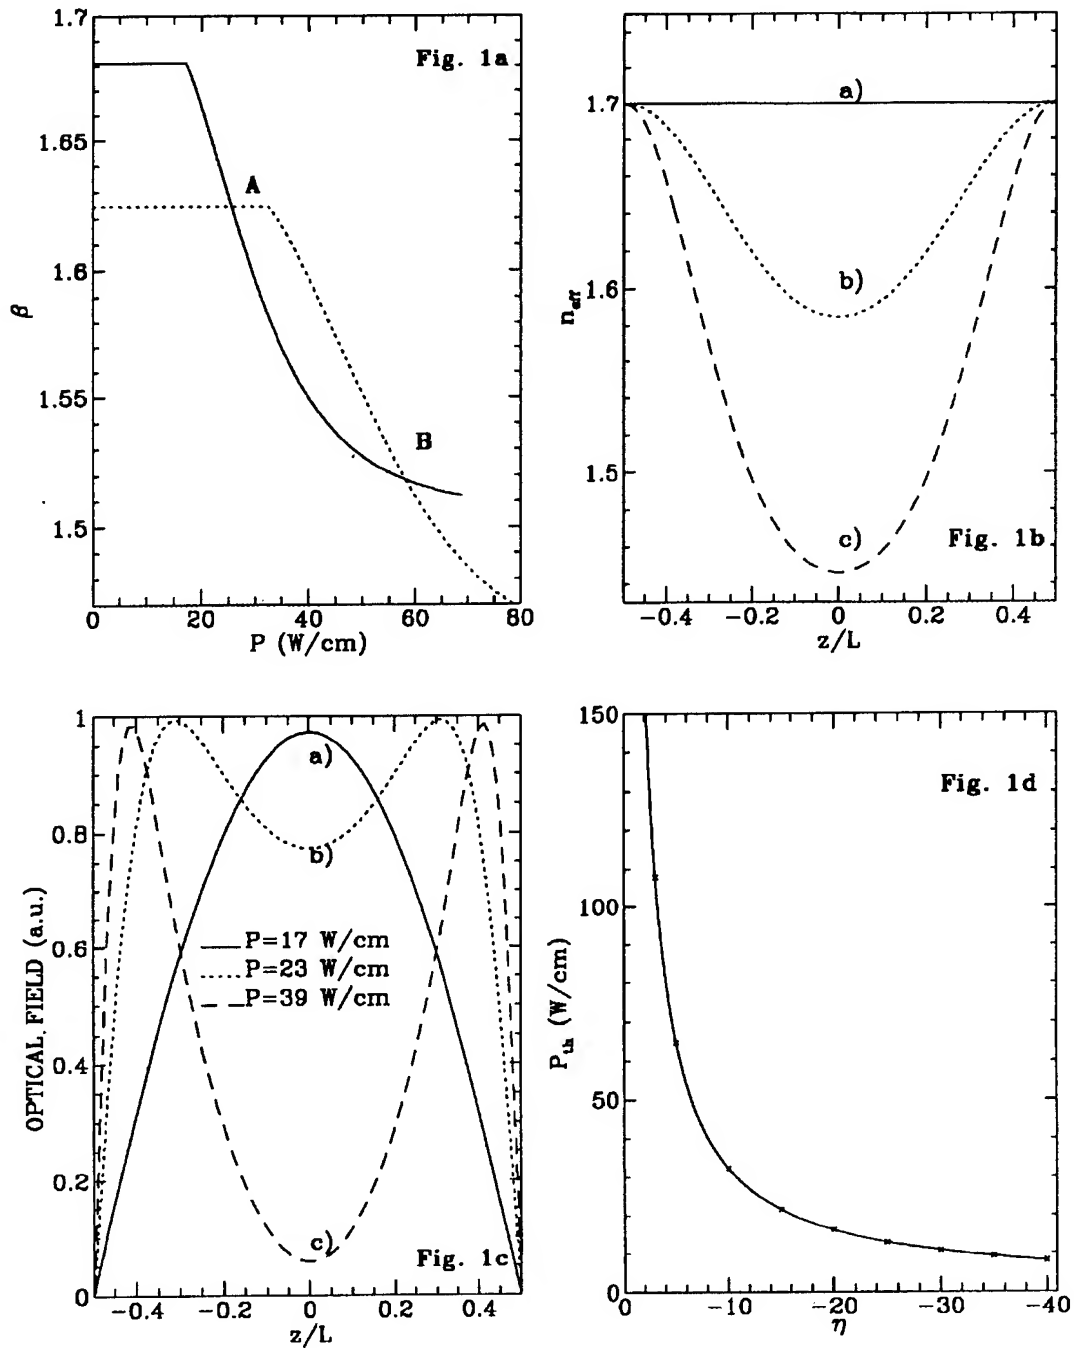 Fig. 1a
1.7
1.65
1.6
1.55
1.5
β
A
B
0 20 40 60 80
P (W/cm)
Fig. 1b
1.7
1.6
1.5
n_eff
a)
b)
c)
−0.4 −0.2 0 0.2 0.4
z/L
Fig. 1c
1
0.8
0.6
0.4
0.2
0
OPTICAL FIELD (a.u.)
a)
b)
c)
P=17 W/cm
P=23 W/cm
P=39 W/cm
−0.4 −0.2 0 0.2 0.4
z/L
Fig. 1d
150
100
50
0
P_th (W/cm)
0 −10 −20 −30 −40
η